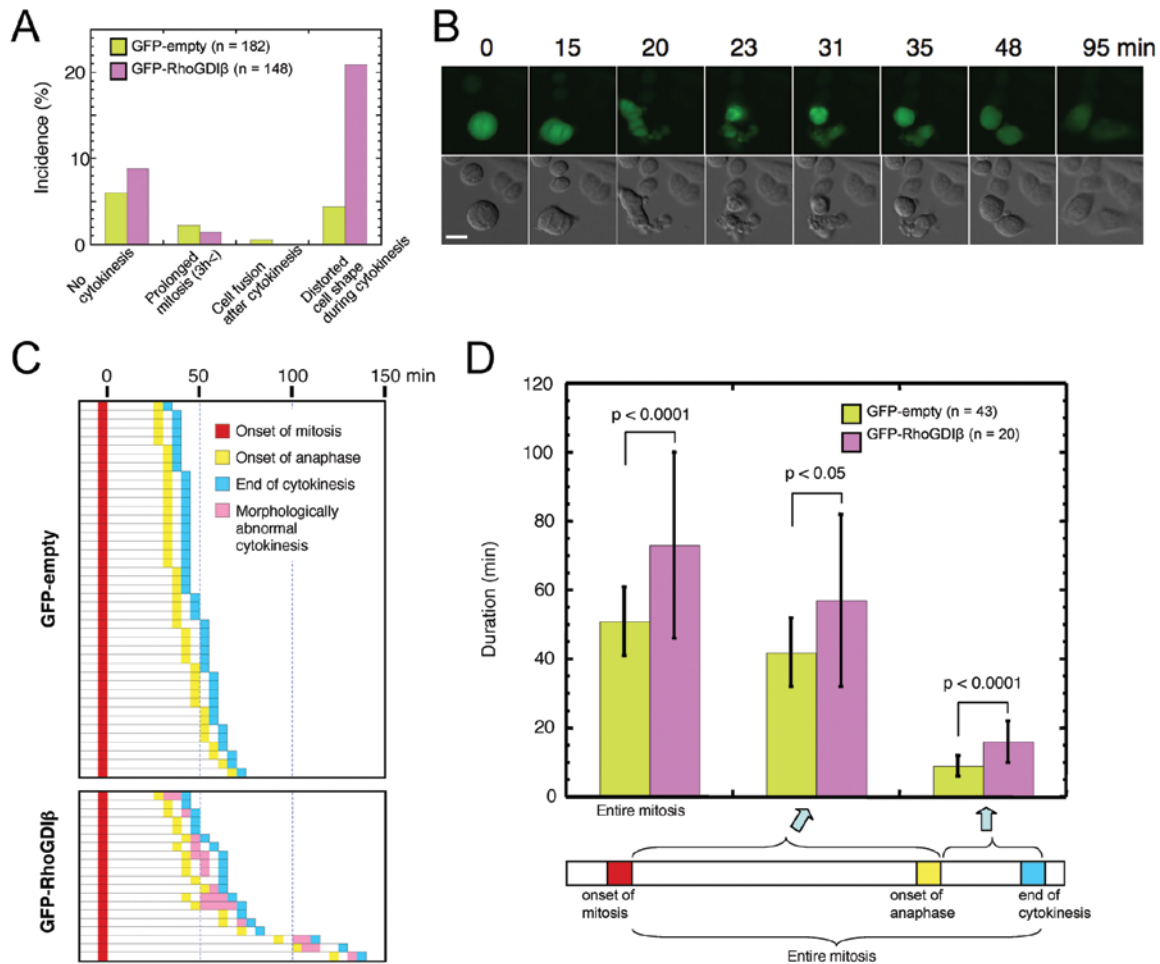 A
GFP-empty (n = 182)
GFP-RhoGDIβ (n = 148)
Incidence (%)
20
10
0
No
cytokinesis
Prolonged
mitosis (3h<)
Cell fusion
after cytokinesis
Distorted
cell shape
during cytokinesis
B
0 15 20 23 31 35 48 95 min
C
0 50 100 150 min
GFP-empty
Onset of mitosis
Onset of anaphase
End of cytokinesis
Morphologically
abnormal
cytokinesis
GFP-RhoGDIβ
D
Duration (min)
120
100
80
60
40
20
0
GFP-empty (n = 43)
GFP-RhoGDIβ (n = 20)
p < 0.0001
p < 0.05
p < 0.0001
Entire mitosis
onset of
mitosis
onset of
anaphase
end of
cytokinesis
Entire mitosis